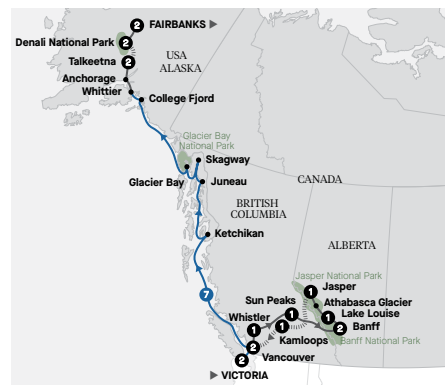 2 FAIRBANKS ▶
Denali National Park 2
USA
ALASKA
Talkeetna 2
Anchorage
Whittier
College Fjord
Glacier Bay
National Park
Skagway
Glacier Bay
Juneau
CANADA
BRITISH
COLUMBIA
Ketchikan
ALBERTA
Jasper National Park
7
1 Jasper
Sun Peaks
1
Athabasca Glacier
Whistler
1
1 Lake Louise
1
2 Banff
Kamloops
Banff National Park
2
Vancouver
2
▶ VICTORIA